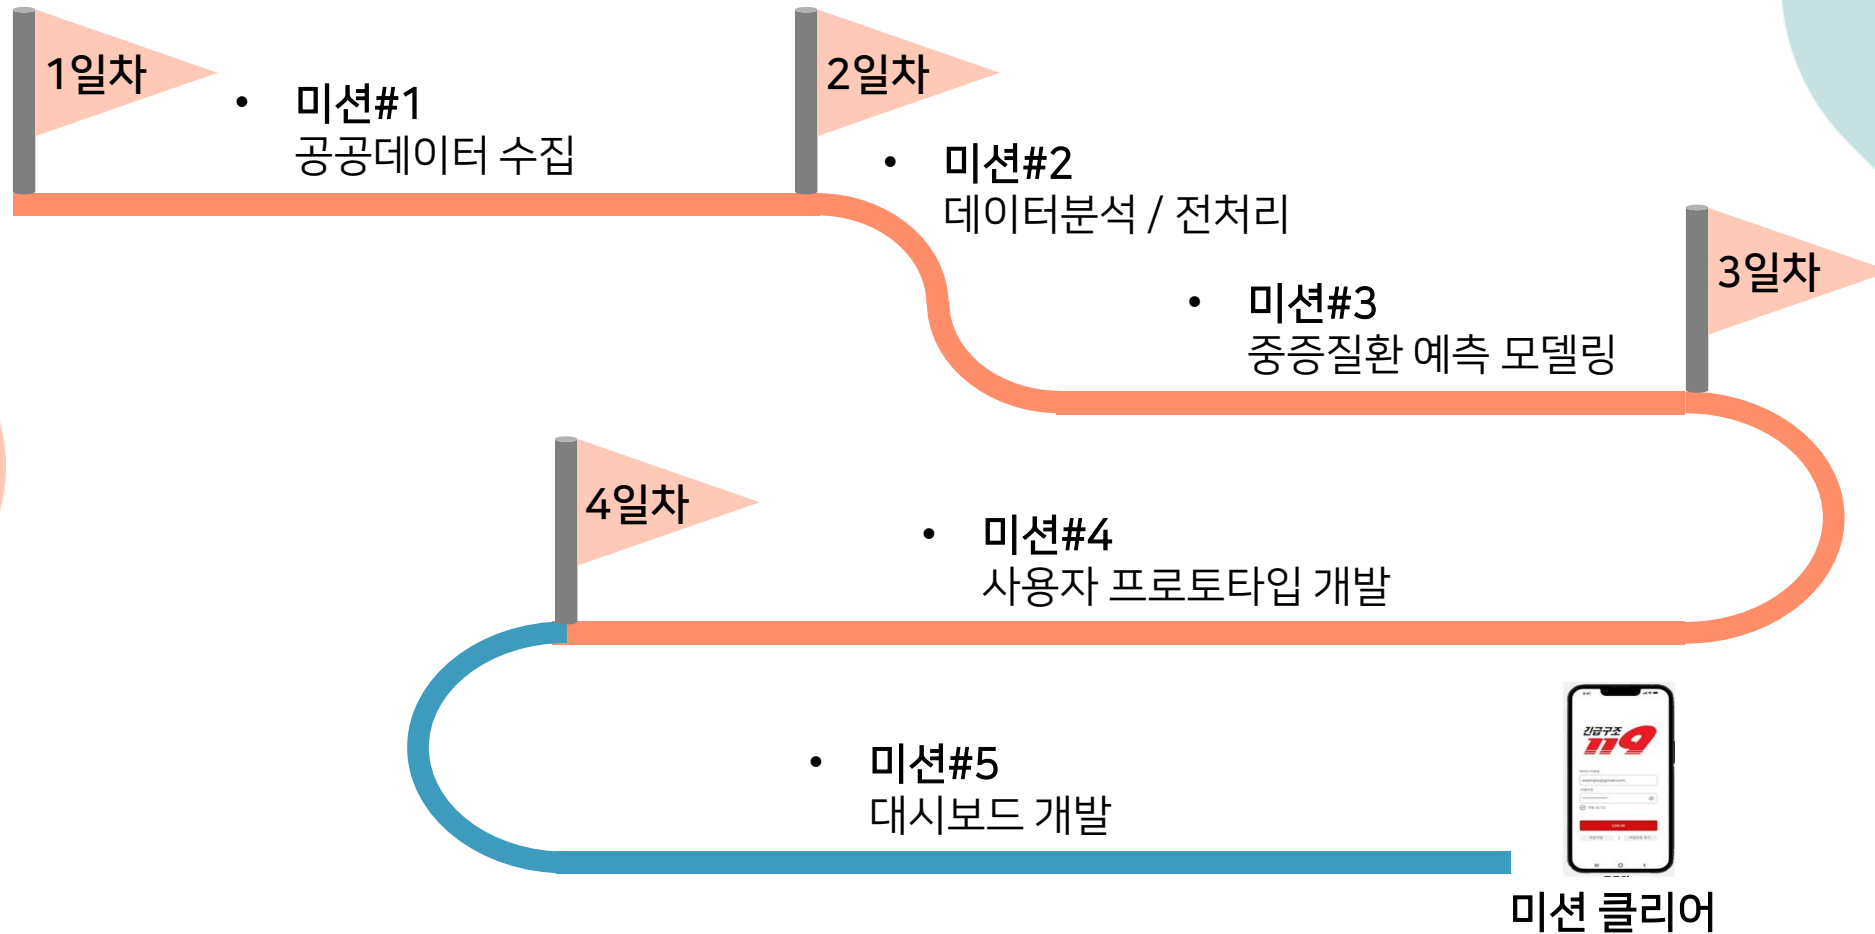 1일차
미션#1
공공데이터 수집
2일차
미션#2
데이터분석 / 전처리
미션#3
중증질환 예측 모델링
3일차
4일차
미션#4
사용자 프로토타입 개발
미션#5
대시보드 개발
긴급구조
119
LOG IN
미션 클리어